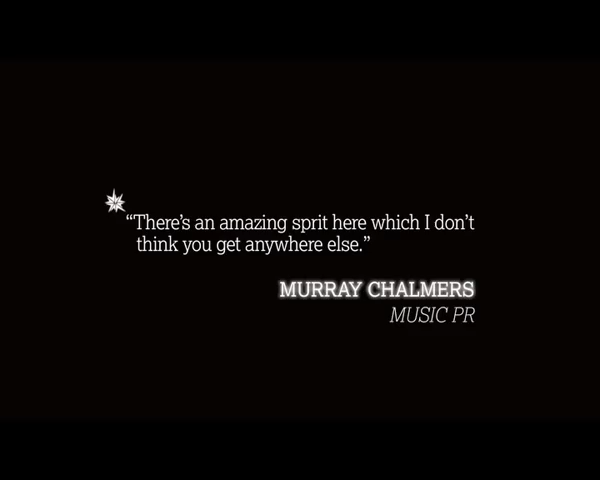 “There’s an amazing sprit here which I don’t
think you get anywhere else.”
MURRAY CHALMERS
MUSIC PR